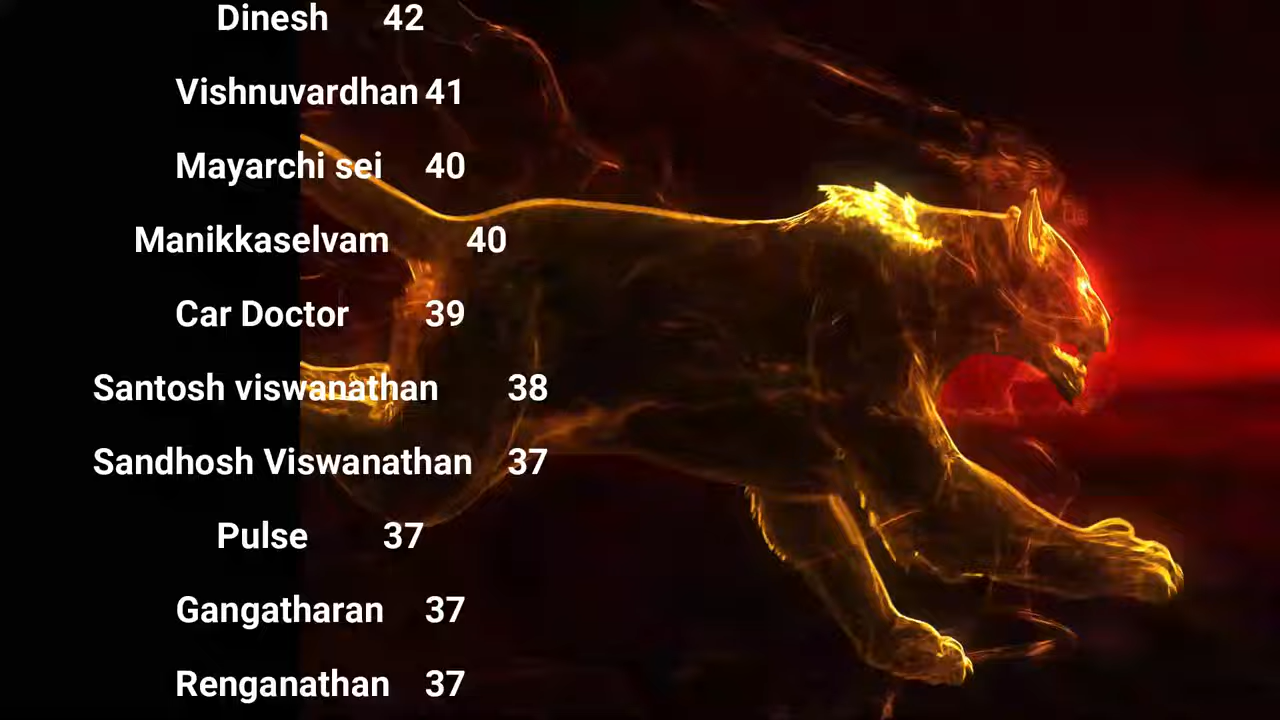 Dinesh 42
Vishnuvardhan 41
Mayarchi sei 40
Manikkaselvam 40
Car Doctor 39
Santosh viswanathan 38
Sandhosh Viswanathan 37
Pulse 37
Gangatharan 37
Renganathan 37